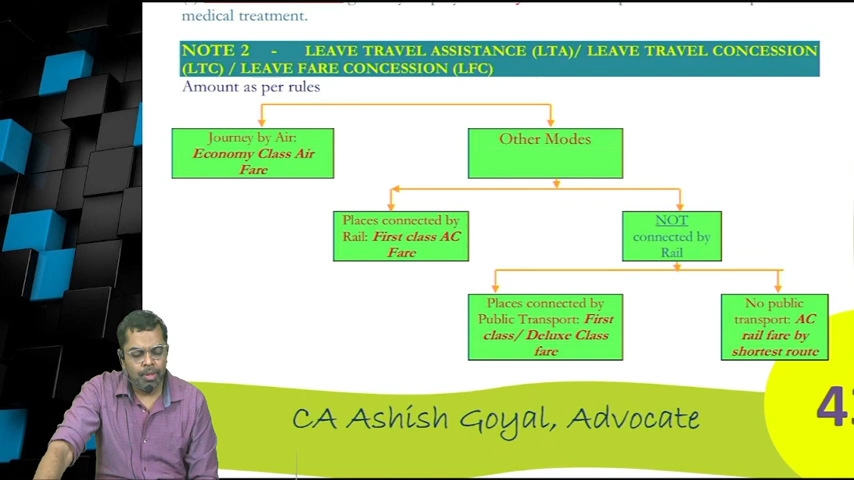 medical treatment.
NOTE 2 - LEAVE TRAVEL ASSISTANCE (LTA)/ LEAVE TRAVEL CONCESSION
(LTC) / LEAVE FARE CONCESSION (LFC)
Amount as per rules
Journey by Air:
Economy Class Air
Fare
Other Modes
Places connected by
Rail: First class AC
Fare
NOT
connected by
Rail
Places connected by
Public Transport: First
class/ Deluxe Class
fare
No public
transport: AC
rail fare by
shortest route
CA Ashish Goyal, Advocate